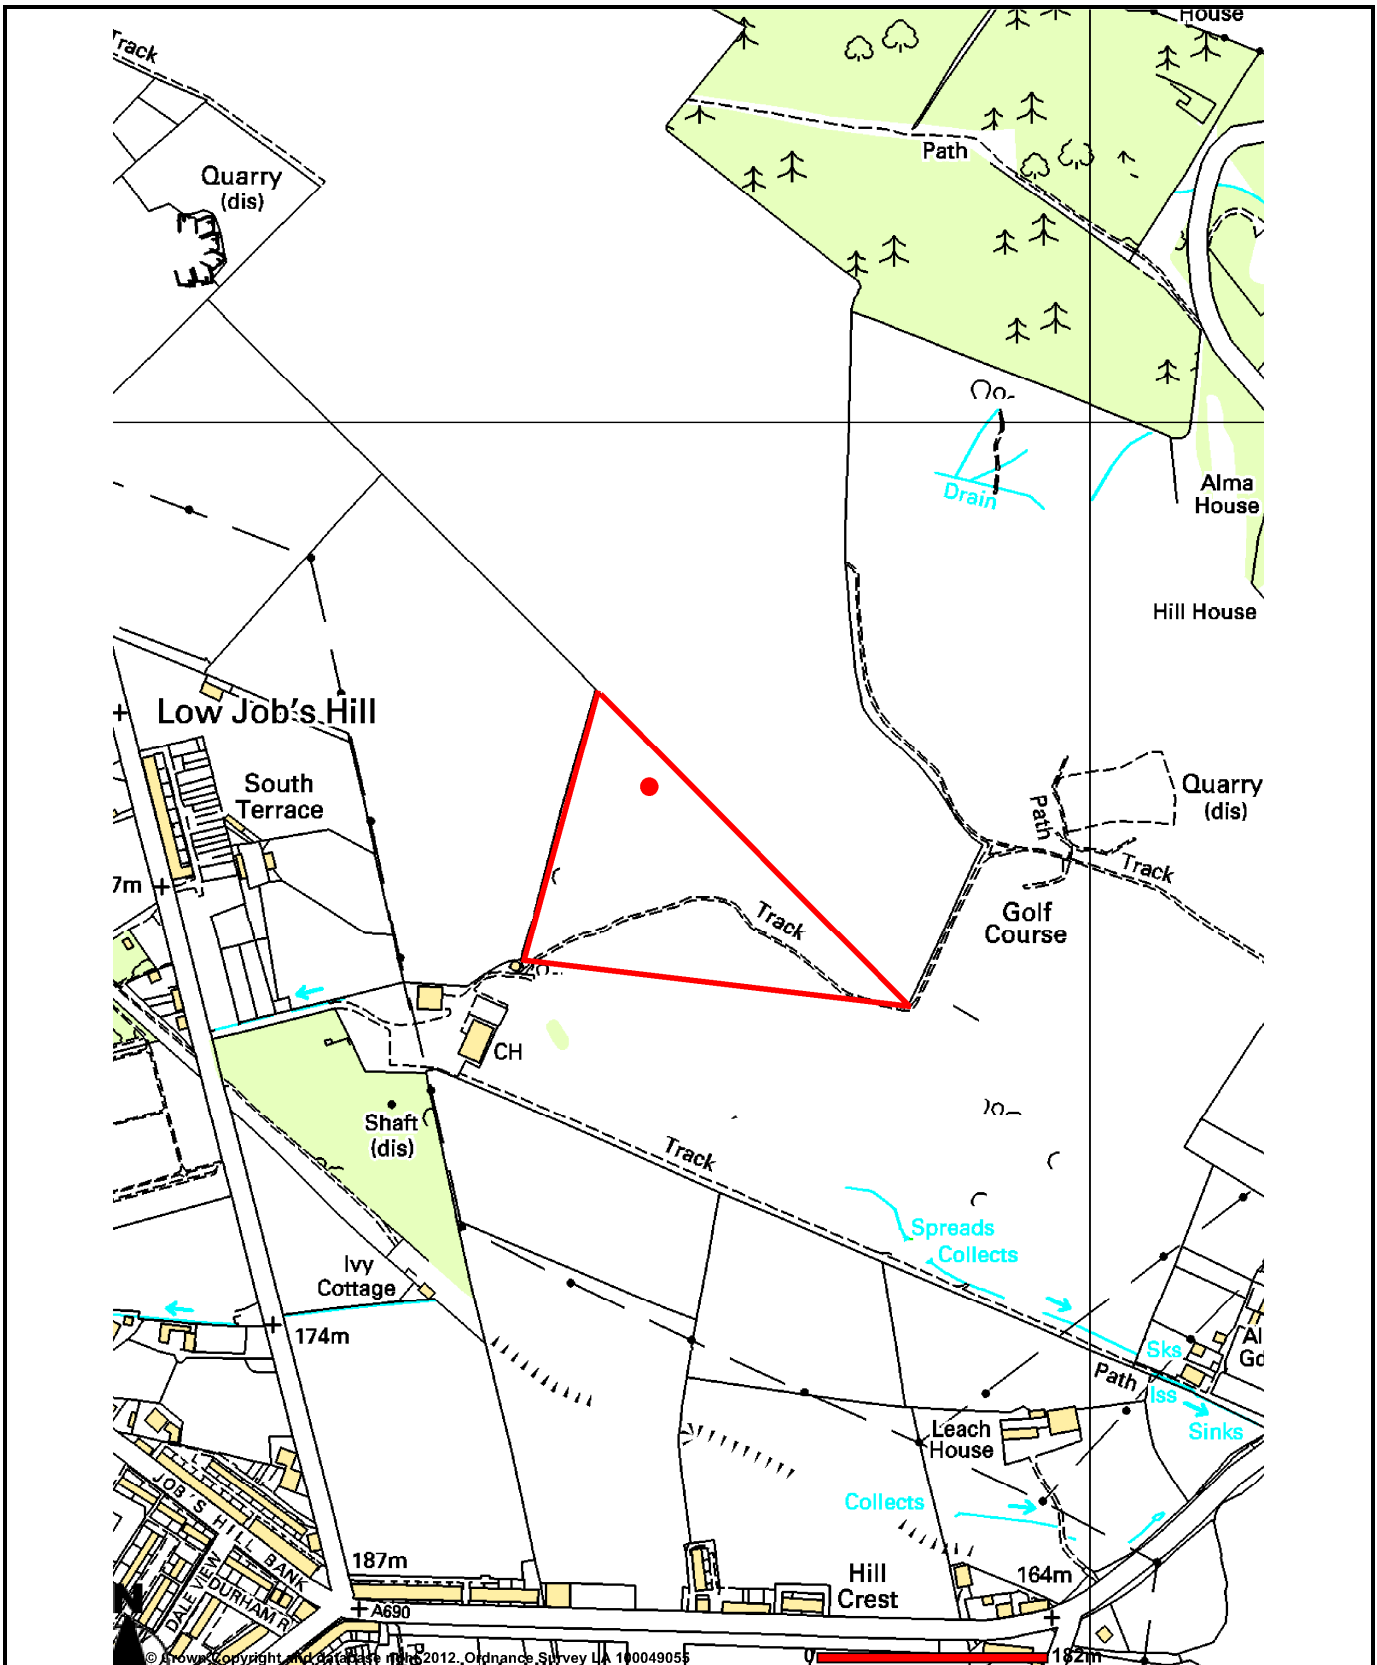 House
Track
Path
Quarry
(dis)
Drain
Alma
House
Hill House
Low Job's Hill
South
Terrace
Quarry
(dis)
Path
Track
7m
Track
Golf
Course
CH
Shaft
(dis)
Track
Spreads
Collects
Ivy
Cottage
174m
Sks
Path
Iss
Sinks
Leach
House
Collects
JOB'S HILL BANK
DALE VIEW
DURHAM R
187m
Hill
Crest
164m
A690
N
© Crown Copyright and database right 2012. Ordnance Survey LA 100049055
0
182m